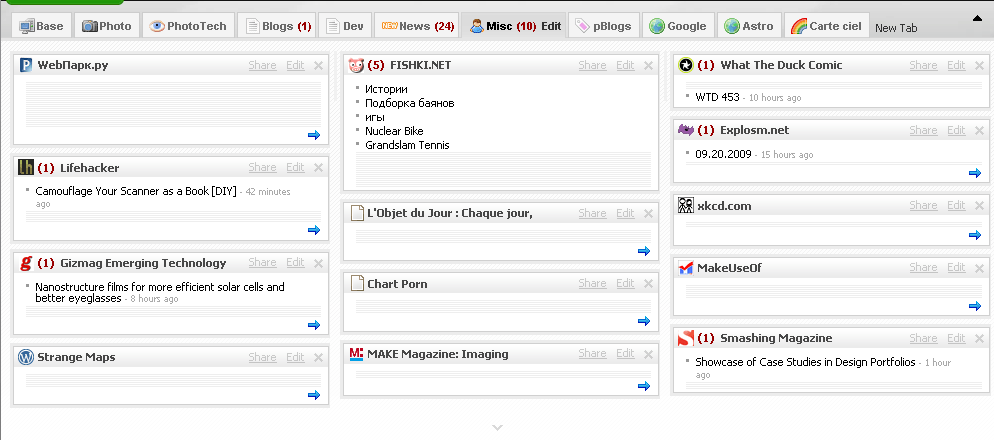 Base
Photo
PhotoTech
Blogs (1)
Dev
News (24)
Misc (10) Edit
pBlogs
Google
Astro
Carte ciel
New Tab
WebПарк.ру Share Edit
(1) Lifehacker Share Edit
Camouflage Your Scanner as a Book [DIY] - 42 minutes
ago
(1) Gizmag Emerging Technology Share Edit
Nanostructure films for more efficient solar cells and
better eyeglasses - 8 hours ago
Strange Maps Share Edit
(5) FISHKI.NET Share Edit
Истории
Подборка баянов
игы
Nuclear Bike
Grandslam Tennis
L'Objet du Jour : Chaque jour, Share Edit
Chart Porn Share Edit
MAKE Magazine: Imaging Share Edit
(1) What The Duck Comic Share Edit
WTD 453 - 10 hours ago
(1) Explosm.net Share Edit
09.20.2009 - 15 hours ago
xkcd.com Share Edit
MakeUseOf Share Edit
(1) Smashing Magazine Share Edit
Showcase of Case Studies in Design Portfolios - 1 hour
ago